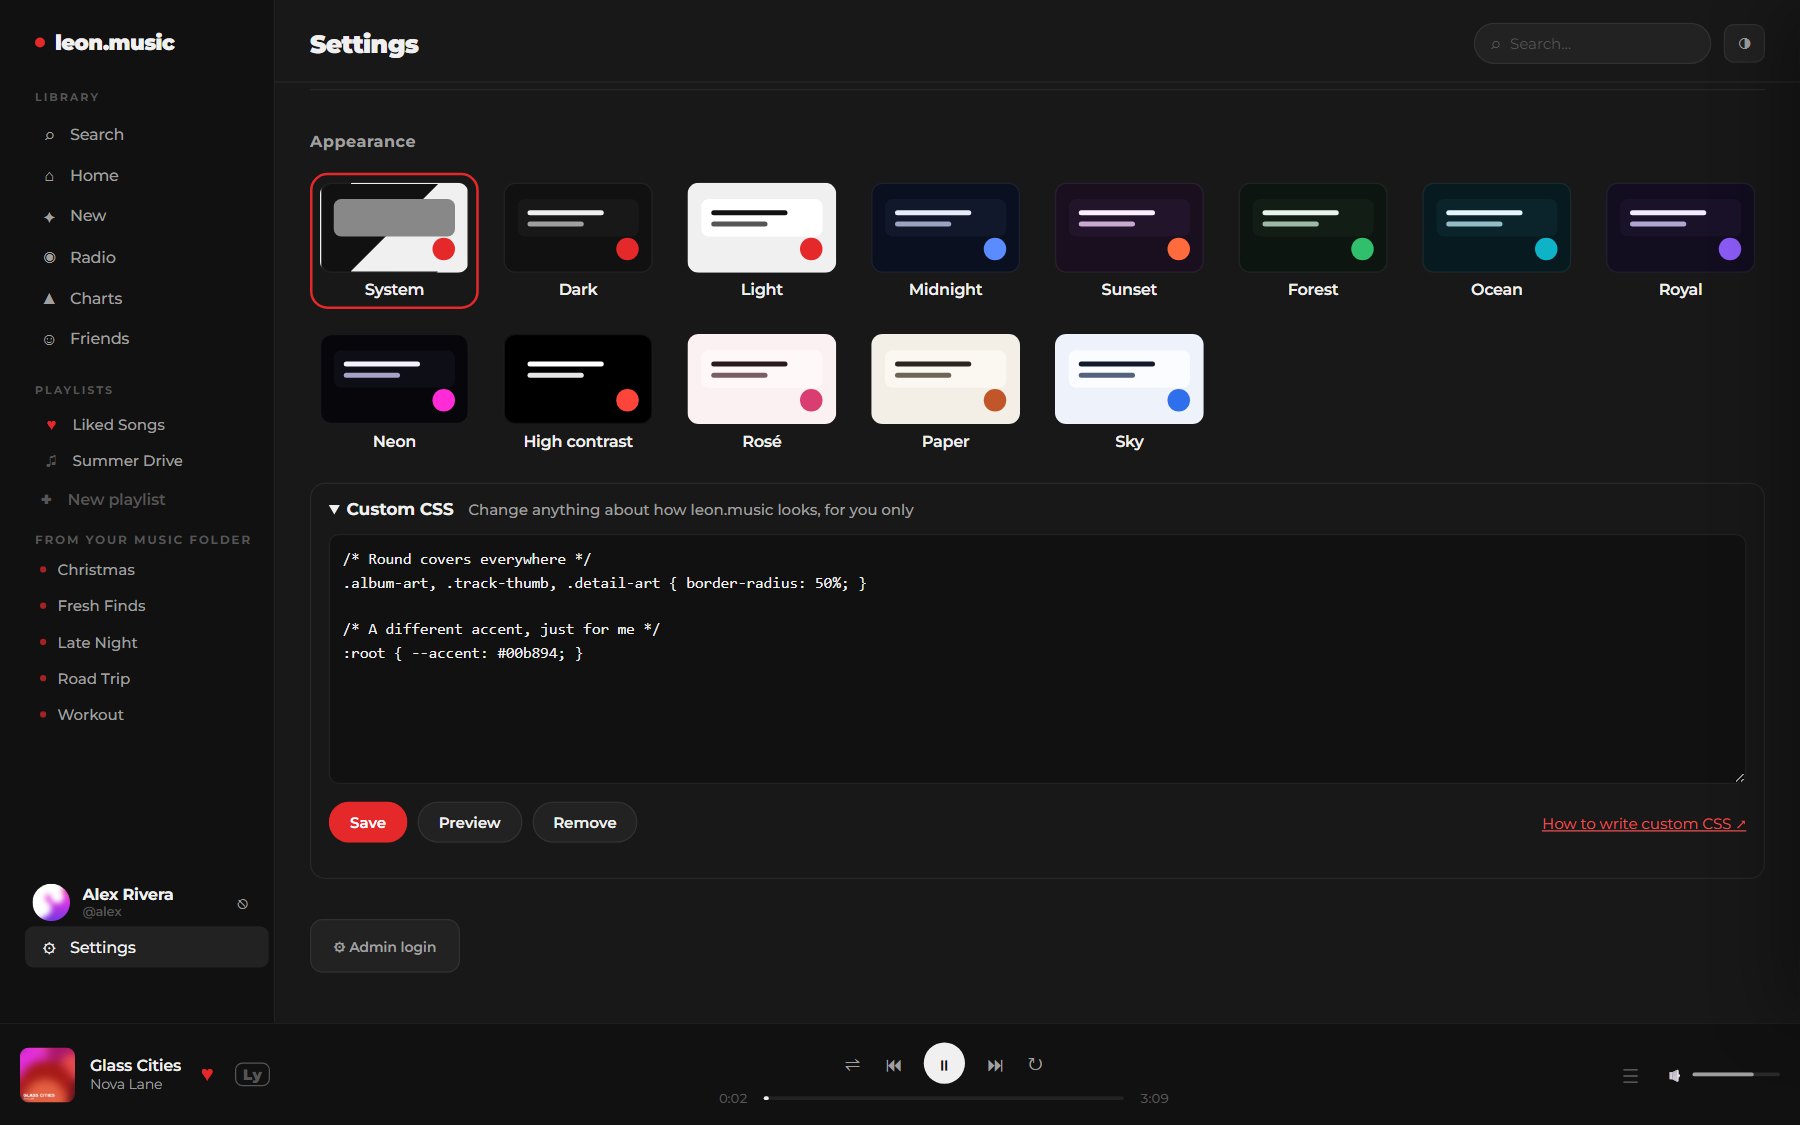 leon.music
LIBRARY
Search
Home
New
Radio
Charts
Friends
PLAYLISTS
Liked Songs
Summer Drive
New playlist
FROM YOUR MUSIC FOLDER
Christmas
Fresh Finds
Late Night
Road Trip
Workout
Alex Rivera
@alex
Settings
Settings
Search...
Appearance
System
Dark
Light
Midnight
Sunset
Forest
Ocean
Royal
Neon
High contrast
Rosé
Paper
Sky
Custom CSS Change anything about how leon.music looks, for you only
/* Round covers everywhere */
.album-art, .track-thumb, .detail-art { border-radius: 50%; }
/* A different accent, just for me */
:root { --accent: #00b894; }
Save
Preview
Remove
How to write custom CSS ↗
Admin login
GLASS CITIES
Glass Cities
Nova Lane
Ly
0:02
3:09